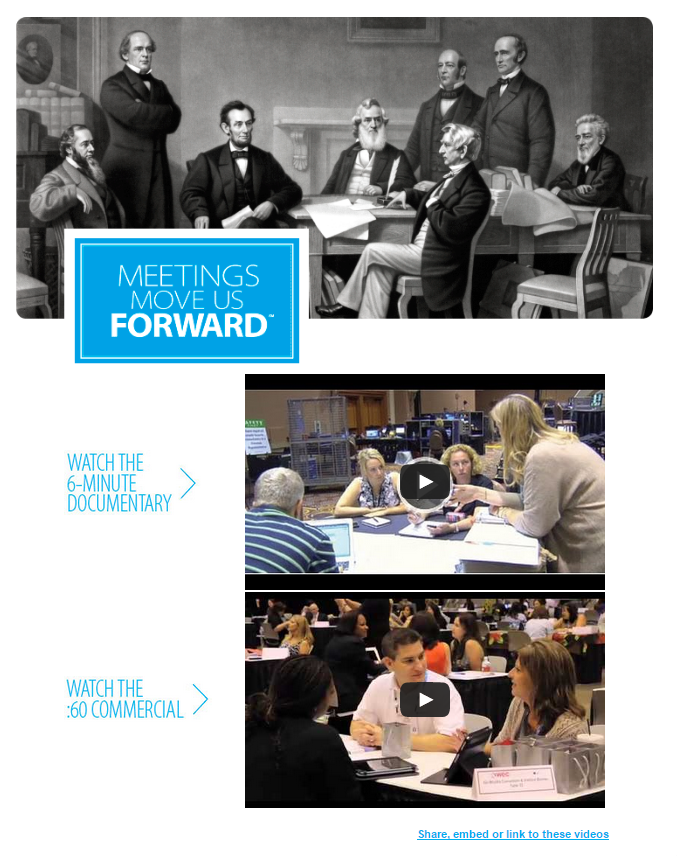 MEETINGS
MOVE US
FORWARD™
WATCH THE
6-MINUTE
DOCUMENTARY
WATCH THE
:60 COMMERCIAL
Share, embed or link to these videos